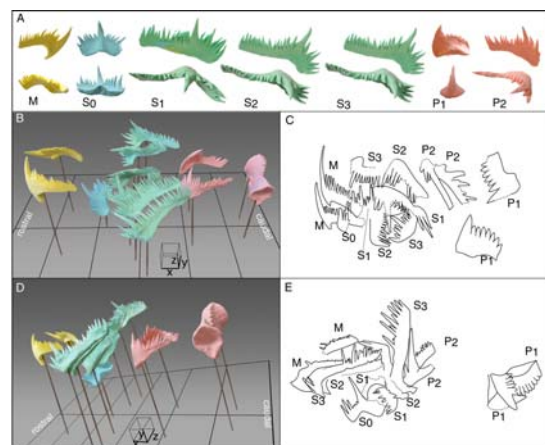 A
M S0 S1 S2 S3 P1 P2
B
rostral
caudal
z y
x
C
M S3 S2 P2 P2
P1
M S0 S1 S2 S3 S1
P1
D
rostral
caudal
y z
x
E
S3
M P2
M
S3 S2 S1 P2
S0 S1 S2
P1